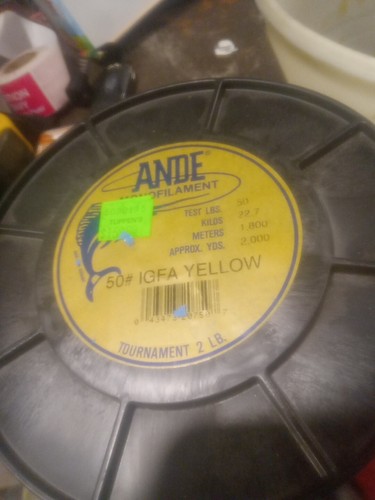 ANDE®
MONOFILAMENT
TEST LBS. 50
KILOS 22.7
METERS 1,800
APPROX. YDS. 2,000
50# IGFA YELLOW
TOURNAMENT 2 LB.